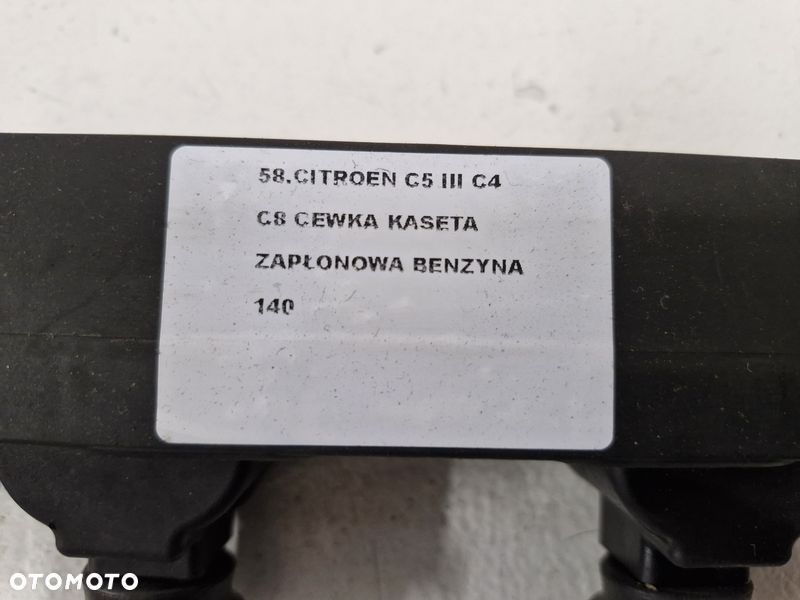 58.CITROEN C5 III C4
C8 CEWKA KASETA
ZAPŁONOWA BENZYNA
140
OTOMOTO